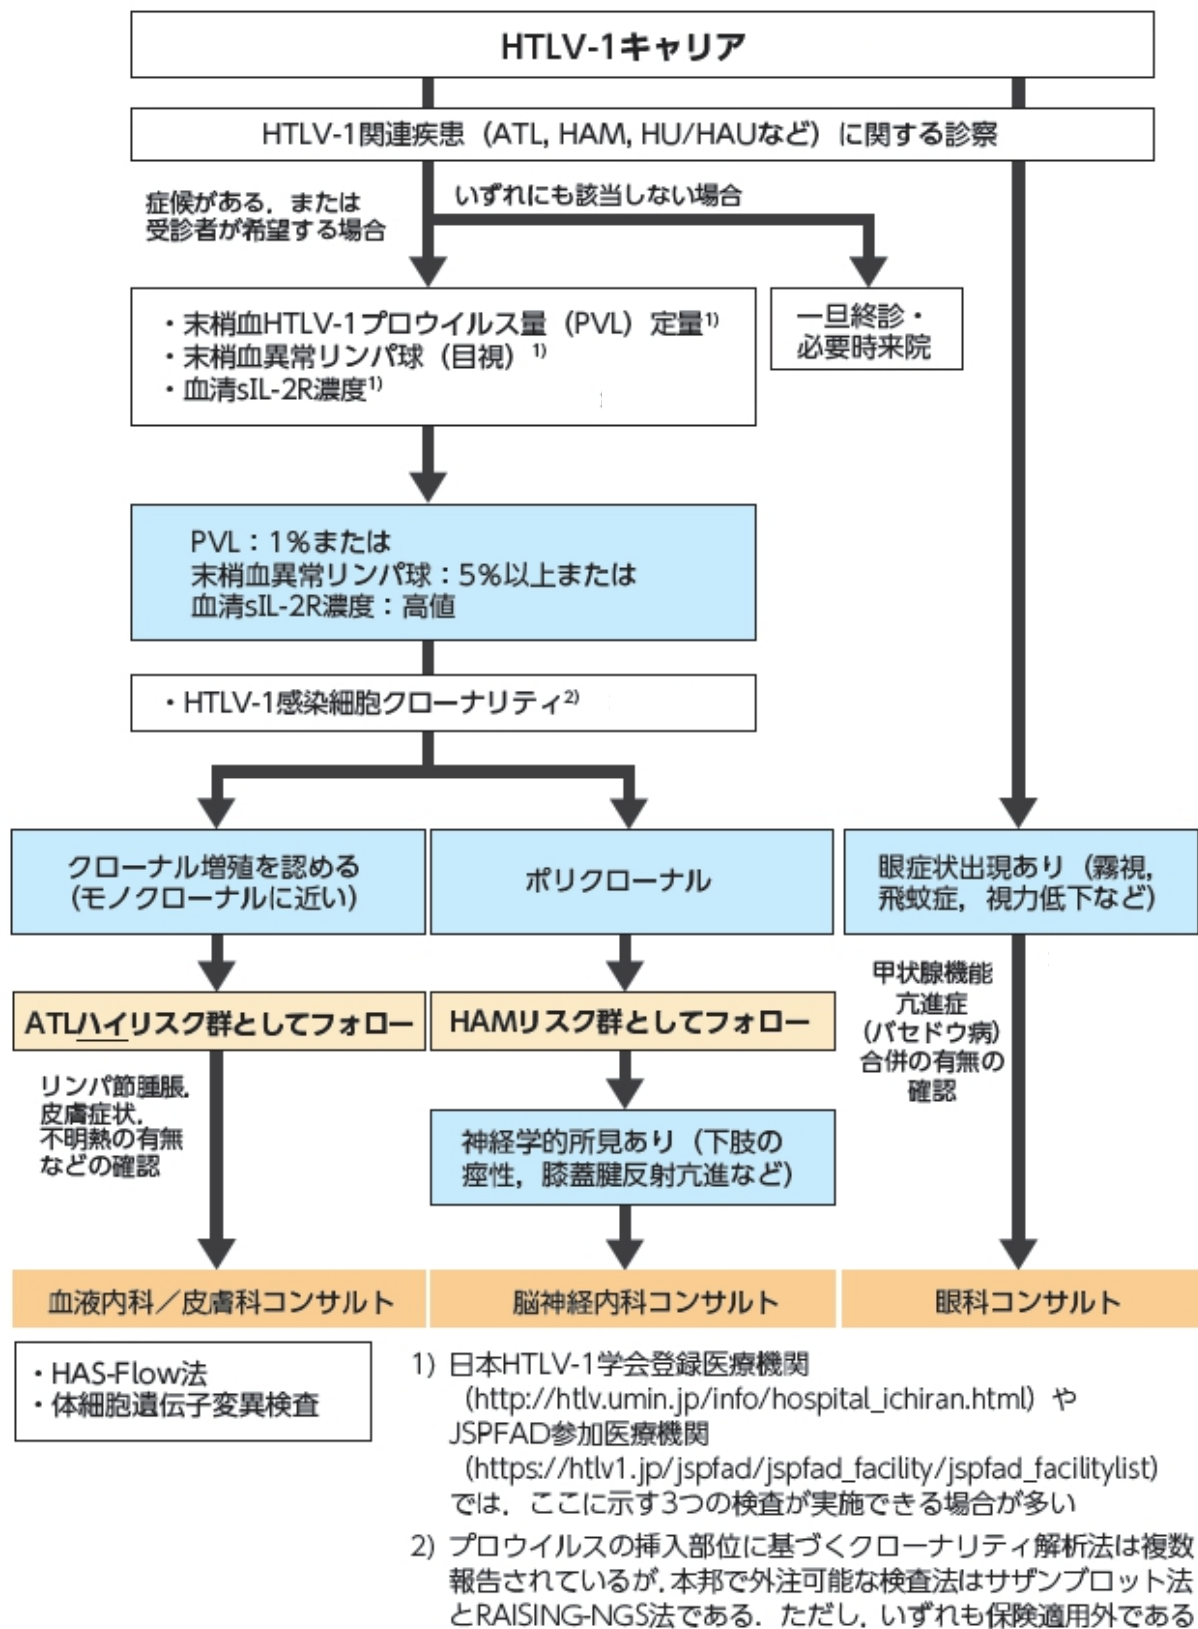 HTLV-1キャリア
HTLV-1関連疾患（ATL, HAM, HU/HAUなど）に関する診察
症候がある．または
受診者が希望する場合
いずれにも該当しない場合
・末梢血HTLV-1プロウイルス量（PVL）定量1)
・末梢血異常リンパ球（目視）1)
・血清sIL-2R濃度1)
一旦終診・
必要時来院
PVL：1％または
末梢血異常リンパ球：5％以上または
血清sIL-2R濃度：高値
・HTLV-1感染細胞クローナリティ2)
クローナル増殖を認める
（モノクローナルに近い）
ポリクローナル
眼症状出現あり（霧視，
飛蚊症，視力低下など）
ATLハイリスク群としてフォロー
HAMリスク群としてフォロー
甲状腺機能
亢進症
（バセドウ病）
合併の有無の
確認
リンパ節腫脹．
皮膚症状．
不明熱の有無
などの確認
神経学的所見あり（下肢の
痙性，膝蓋腱反射亢進など）
血液内科／皮膚科コンサルト
脳神経内科コンサルト
眼科コンサルト
・HAS-Flow法
・体細胞遺伝子変異検査
1) 日本HTLV-1学会登録医療機関
（http://htlv.umin.jp/info/hospital_ichiran.html）や
JSPFAD参加医療機関
（https://htlv1.jp/jspfad/jspfad_facility/jspfad_facilitylist）
では．ここに示す3つの検査が実施できる場合が多い
2) プロウイルスの挿入部位に基づくクローナリティ解析法は複数
報告されているが，本邦で外注可能な検査法はサザンブロット法
とRAISING-NGS法である．ただし，いずれも保険適用外である